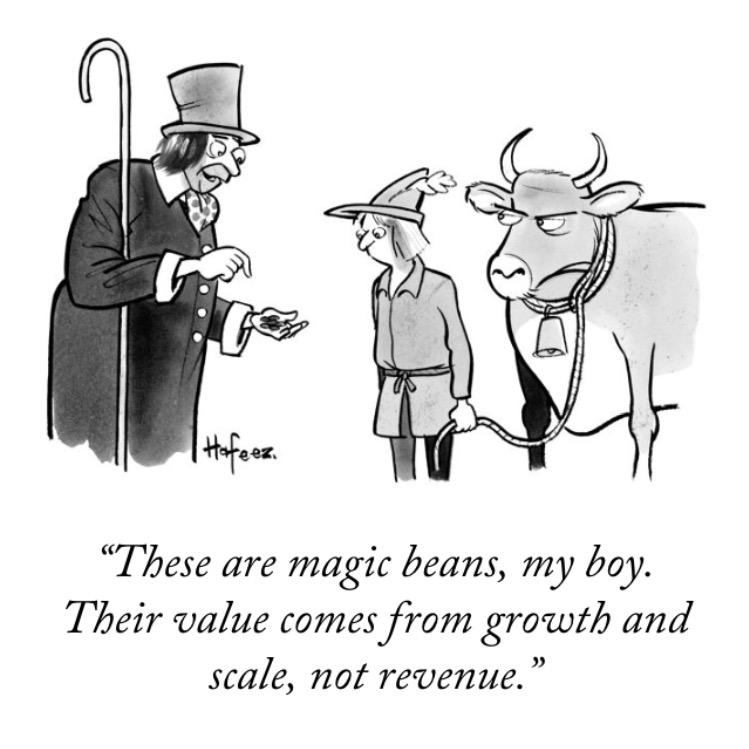 Hafeez.
“These are magic beans, my boy.
Their value comes from growth and
scale, not revenue.”